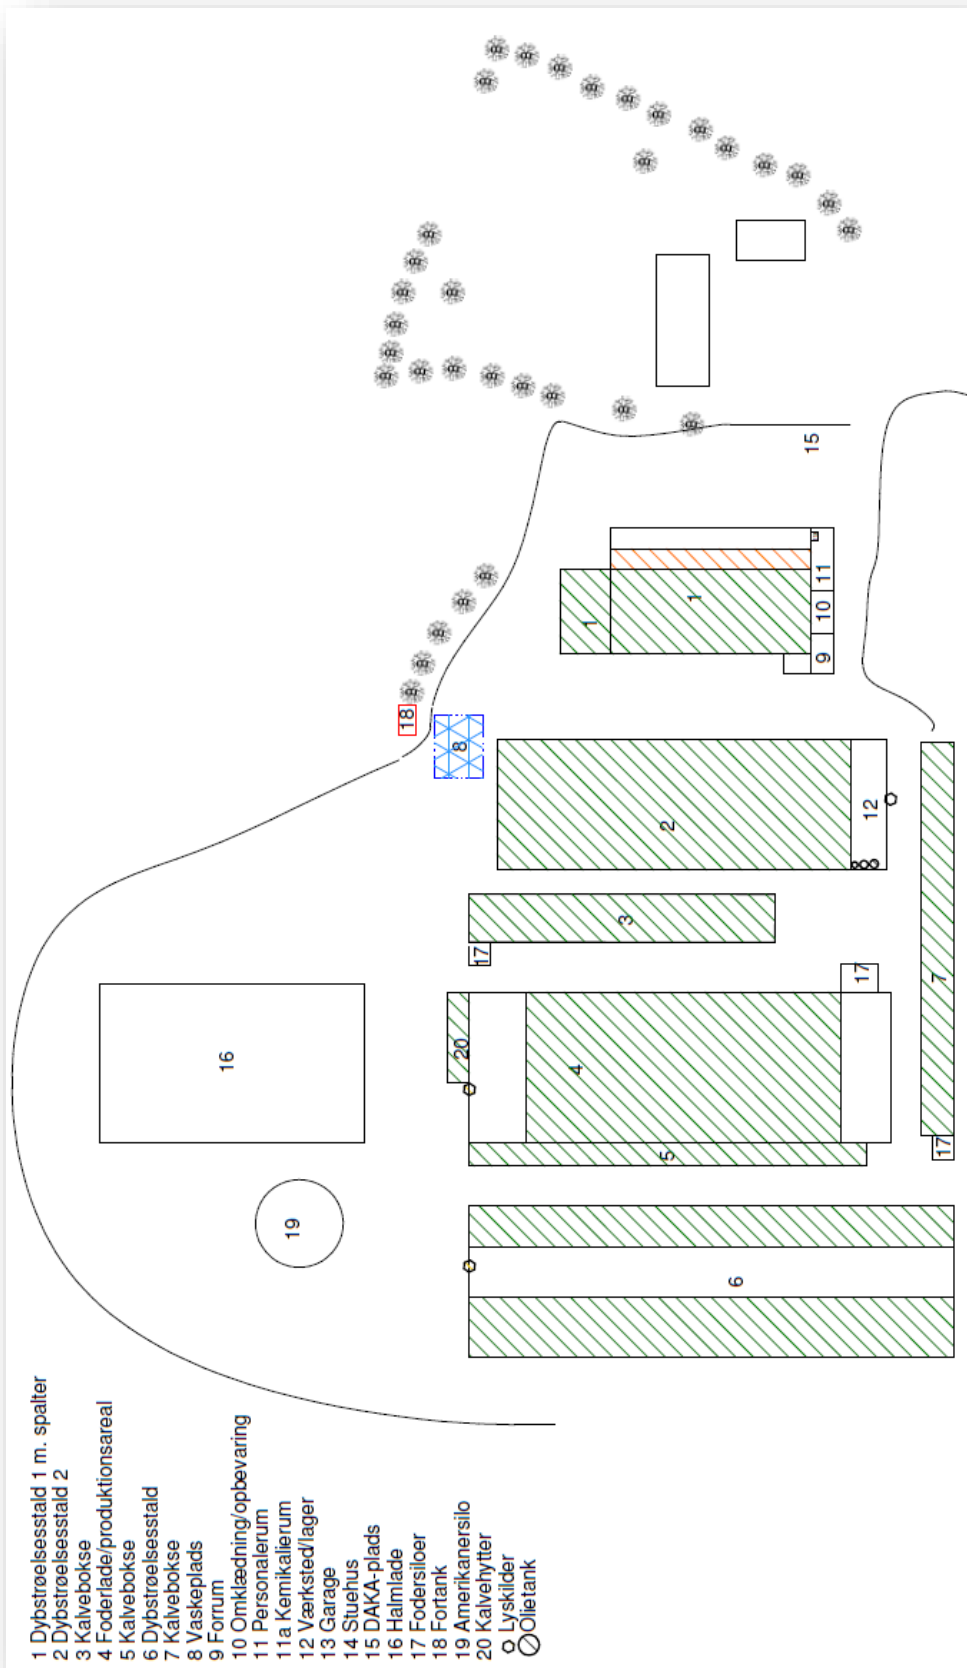 1 Dybstrøelsesstald 1 m. spalter
2 Dybstrøelsesstald 2
3 Kalvebokse
4 Foderlade/produktionsareal
5 Kalvebokse
6 Dybstrøelsesstald
7 Kalvebokse
8 Vaskeplads
9 Forrum
10 Omklædning/opbevaring
11 Personalerum
11a Kemikalierum
12 Værksted/lager
13 Garage
14 Stuehus
15 DAKA-plads
16 Halmlade
17 Fodersiloer
18 Fortank
19 Amerikanersilo
20 Kalvehytter
Lyskilder
Olietank
16
19
18
8
20
17
1
1
2
3
4
5
6
17
12
9
10
11
15
7
17